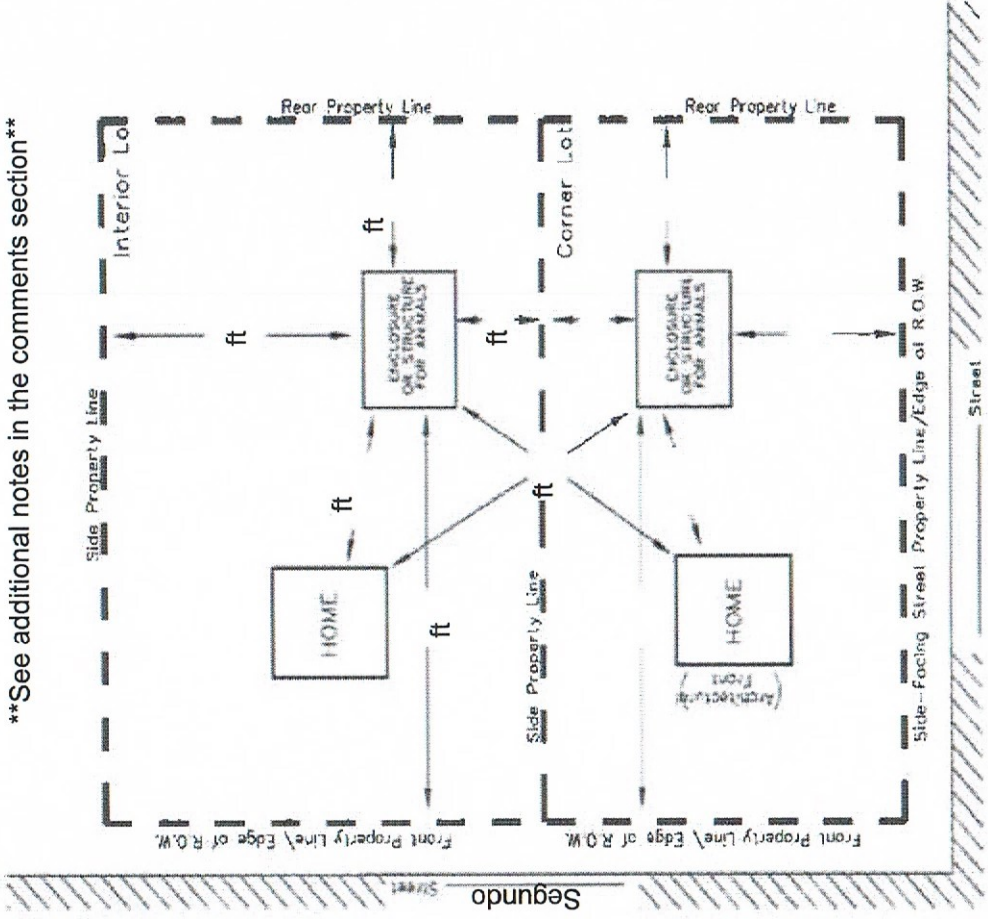 **See additional notes in the comments section**
Side Property Line
Interior Lo
Rear Property Line
ft
ft
ENCLOSURE
OR STRUCTURE
FOR ANIMALS
ft
ft
HOME
ft
Front Property Line\ Edge of R.O.W.
Side Property Line
ft
Corner Lot
Rear Property Line
ENCLOSURE
OR STRUCTURE
FOR ANIMALS
HOME
(Architectural
Front)
Front Property Line\ Edge of R.O.W.
Side-Facing Street Property Line/Edge of R.O.W.
Street
Segundo
Street